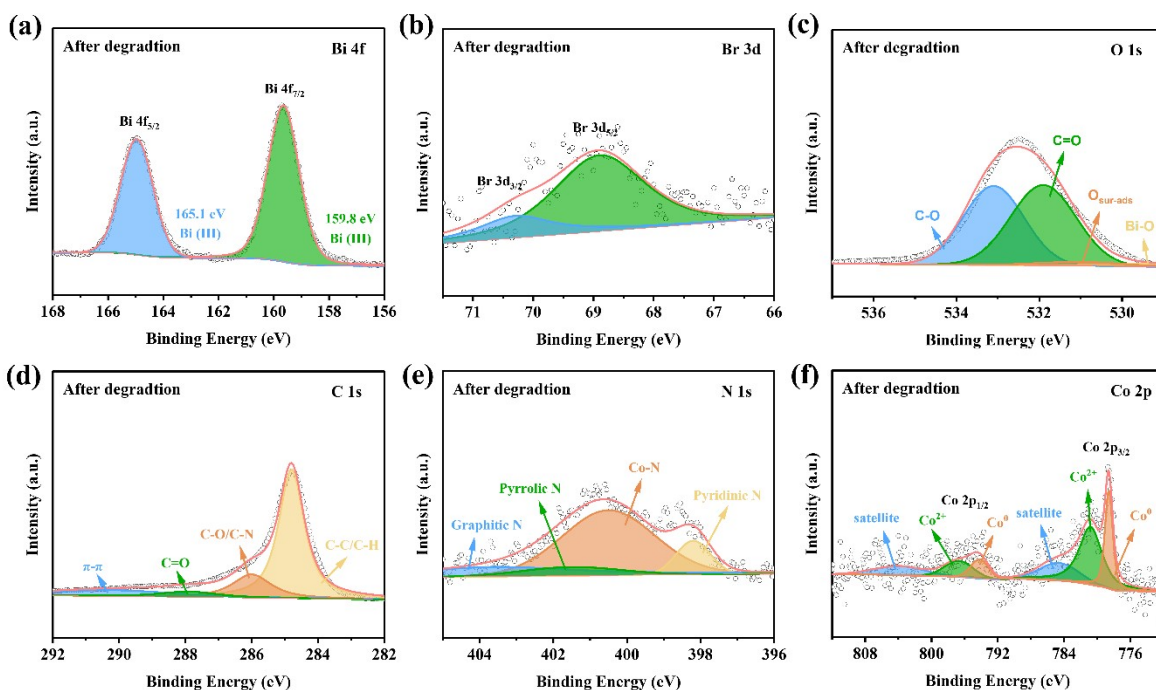 (a)
After degradtion
Bi 4f
Bi 4f7/2
Bi 4f5/2
165.1 eV
Bi (III)
159.8 eV
Bi (III)
Intensity (a.u.)
168 166 164 162 160 158 156
Binding Energy (eV)
(b)
After degradtion
Br 3d
Br 3d5/2
Br 3d3/2
Intensity (a.u.)
71 70 69 68 67 66
Binding Energy (eV)
(c)
After degradtion
O 1s
C=O
C-O
Osur-ads
Bi-O
Intensity (a.u.)
536 534 532 530
Binding Energy (eV)
(d)
After degradtion
C 1s
C-O/C-N
C-C/C-H
C=O
π-π
Intensity (a.u.)
292 290 288 286 284 282
Binding Energy (eV)
(e)
After degradtion
N 1s
Co-N
Pyrrolic N
Pyridinic N
Graphitic N
Intensity (a.u.)
404 402 400 398 396
Binding Energy (eV)
(f)
After degradtion
Co 2p
Co 2p3/2
Co2+
Co 2p1/2
satellite
Co2+
Co0
satellite
Co0
Intensity (a.u.)
808 800 792 784 776
Binding Energy (eV)